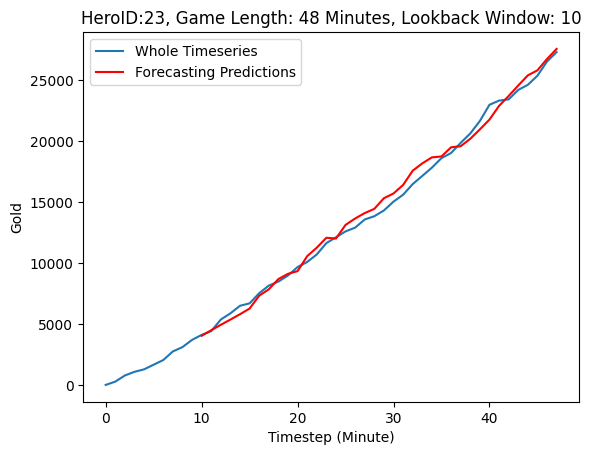 HeroID:23, Game Length: 48 Minutes, Lookback Window: 10
Whole Timeseries
Forecasting Predictions
25000
20000
15000
10000
5000
0
Gold
0 10 20 30 40
Timestep (Minute)